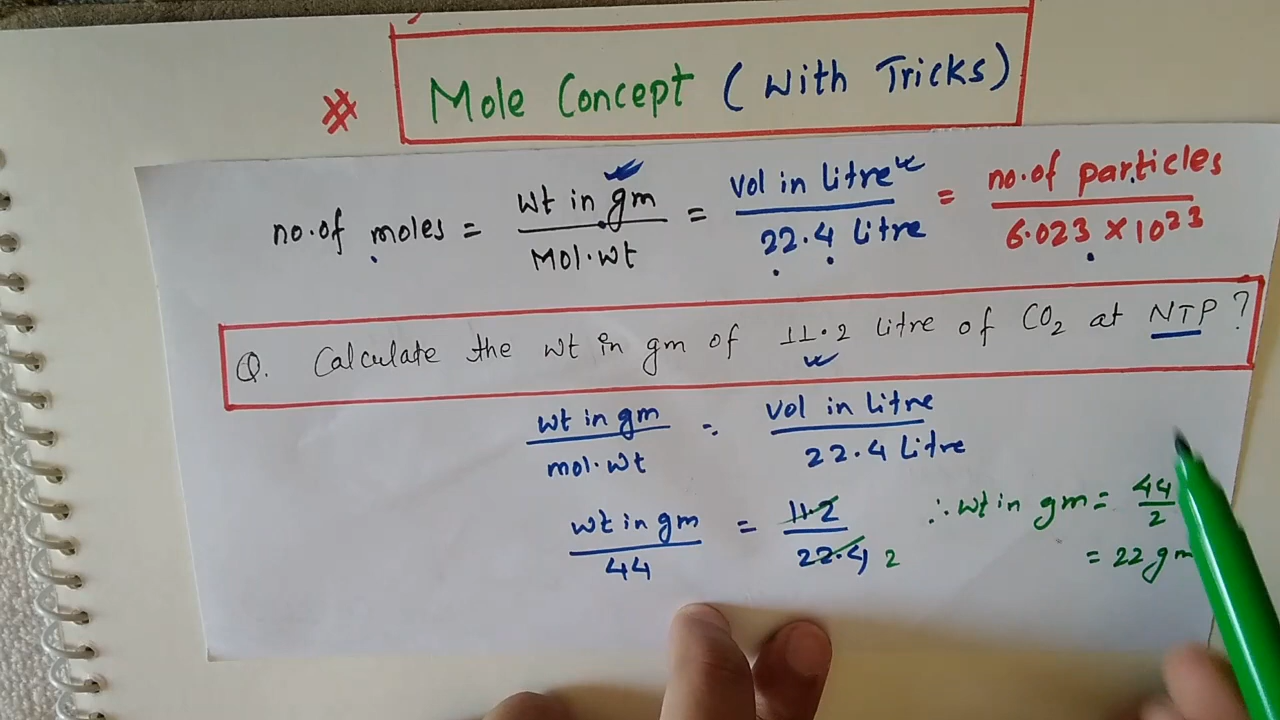 # Mole Concept (With Tricks)
no.of moles = wt in gm / Mol.wt = vol in litre / 22.4 litre = no.of particles / 6.023 × 10²³
Q. Calculate the wt in gm of 11.2 litre of CO₂ at NTP?
wt in gm / mol.wt = vol in litre / 22.4 Litre
wt in gm / 44 = 11.2 / 22.4 2
∴ wt in gm = 44 / 2
= 22 gm